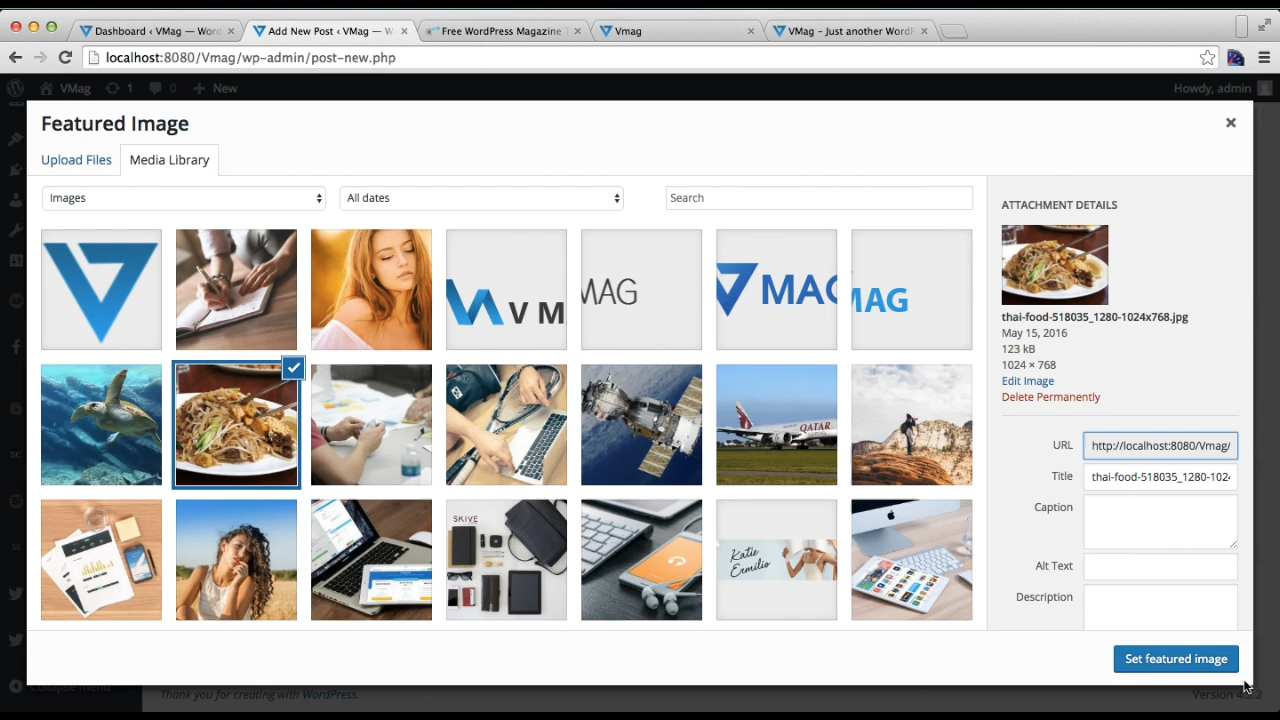 Dashboard ‹ VMag — Word
Add New Post ‹ VMag — W
Free WordPress Magazine T
Vmag
VMag – Just another WordP
localhost:8080/Vmag/wp-admin/post-new.php
VMag 1 0 New
Howdy, admin
Featured Image
Upload Files Media Library
Images All dates Search
V M
MAG
MAG
MAG
QATAR
SKIVE
Katie
Ermilio
ATTACHMENT DETAILS
thai-food-518035_1280-1024x768.jpg
May 15, 2016
123 kB
1024 × 768
Edit Image
Delete Permanently
URL http://localhost:8080/Vmag/
Title thai-food-518035_1280-1024
Caption
Alt Text
Description
Set featured image
Collapse menu
Thank you for creating with WordPress.